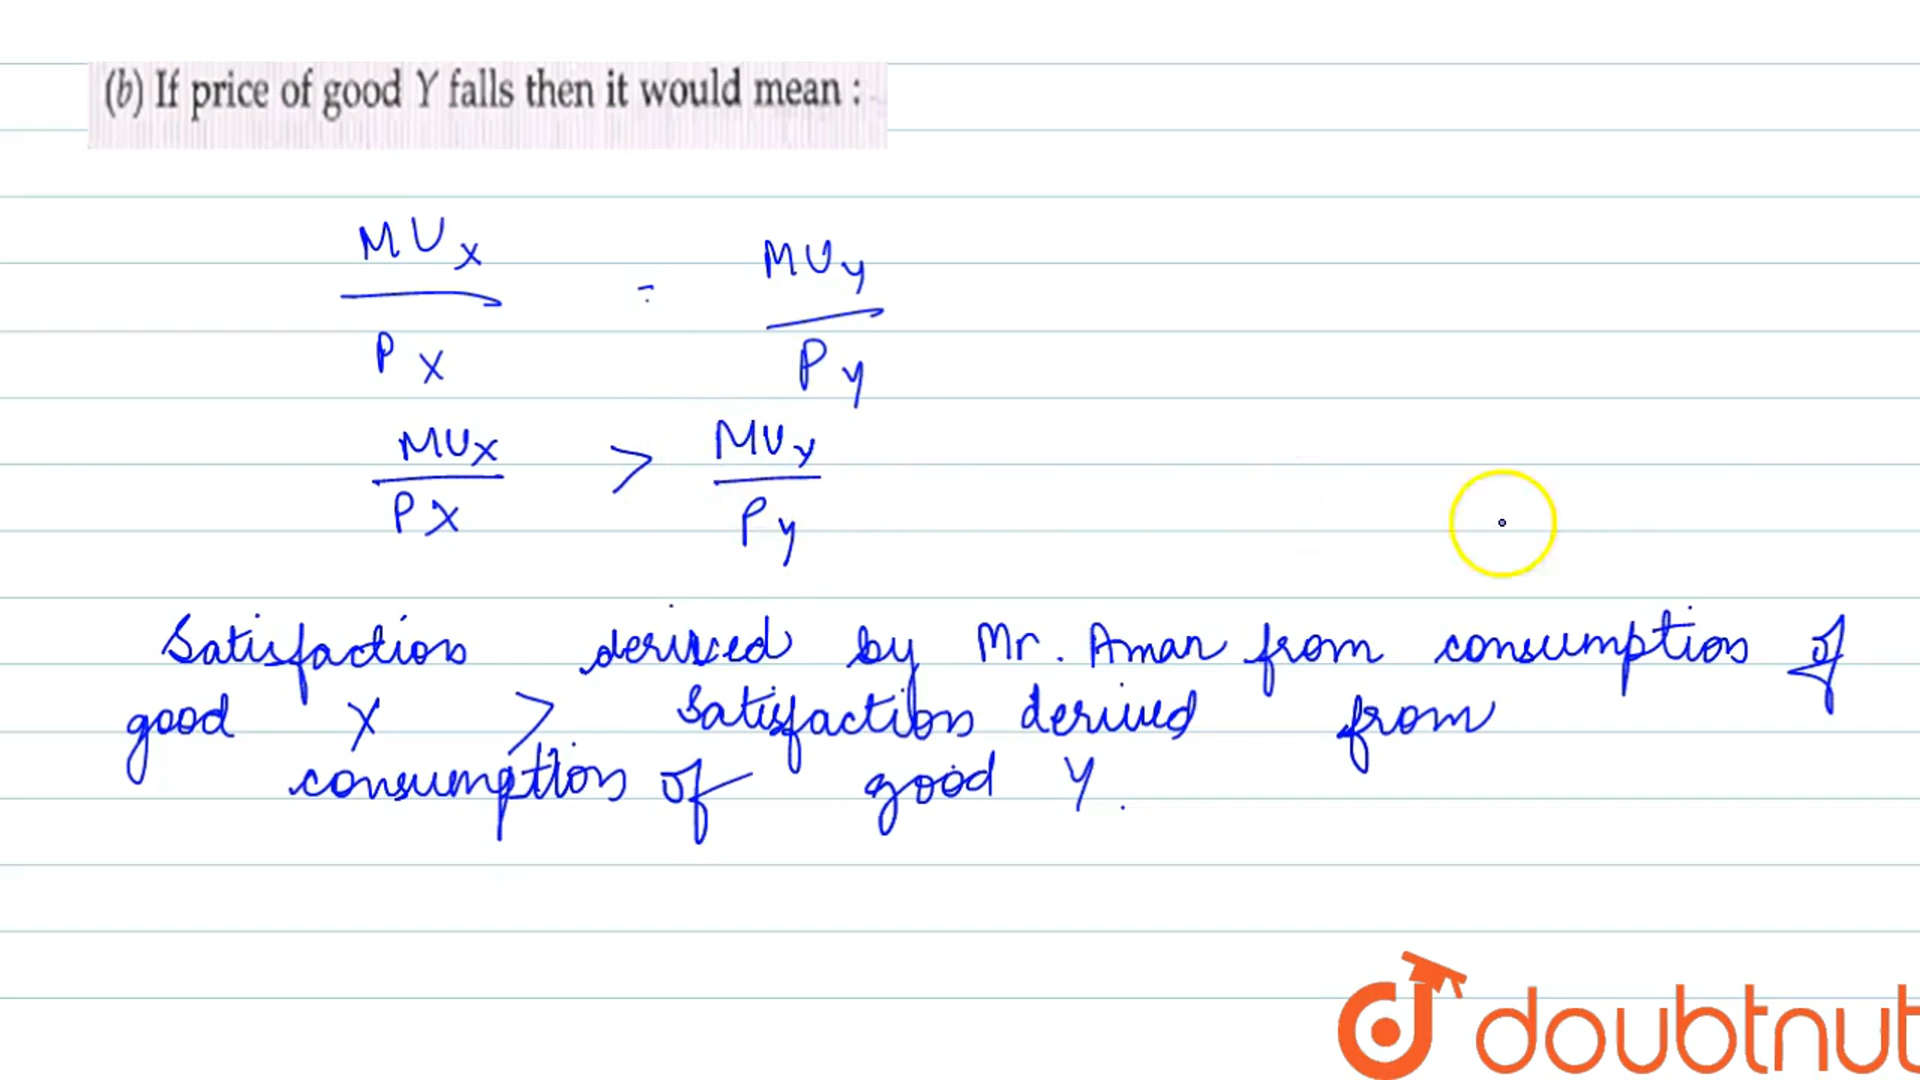 (b) If price of good Y falls then it would mean :
MUx = MUy
Px Py
MUx > MUy
Px Py
Satisfaction derived by Mr. Aman from consumption of
good X > satisfaction derived from
consumption of good Y.
doubtnut